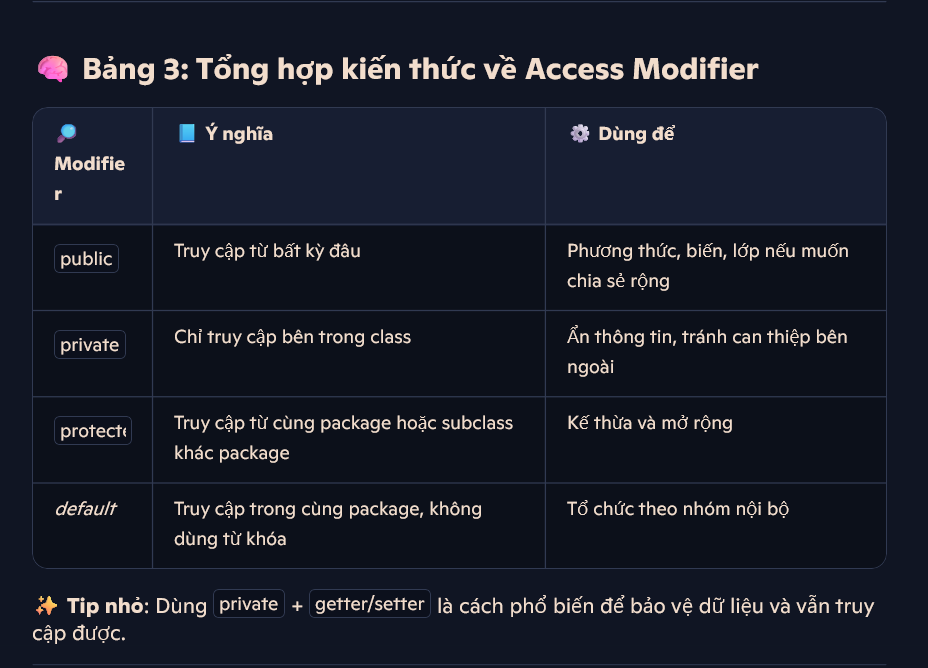 🧠 Bảng 3: Tổng hợp kiến thức về Access Modifier
🔎 Modifier
📘 Ý nghĩa
⚙️ Dùng để
public
Truy cập từ bất kỳ đâu
Phương thức, biến, lớp nếu muốn
chia sẻ rộng
private
Chỉ truy cập bên trong class
Ẩn thông tin, tránh can thiệp bên
ngoài
protecte
Truy cập từ cùng package hoặc subclass
khác package
Kế thừa và mở rộng
default
Truy cập trong cùng package, không
dùng từ khóa
Tổ chức theo nhóm nội bộ
✨ Tip nhỏ: Dùng private + getter/setter là cách phổ biến để bảo vệ dữ liệu và vẫn truy
cập được.